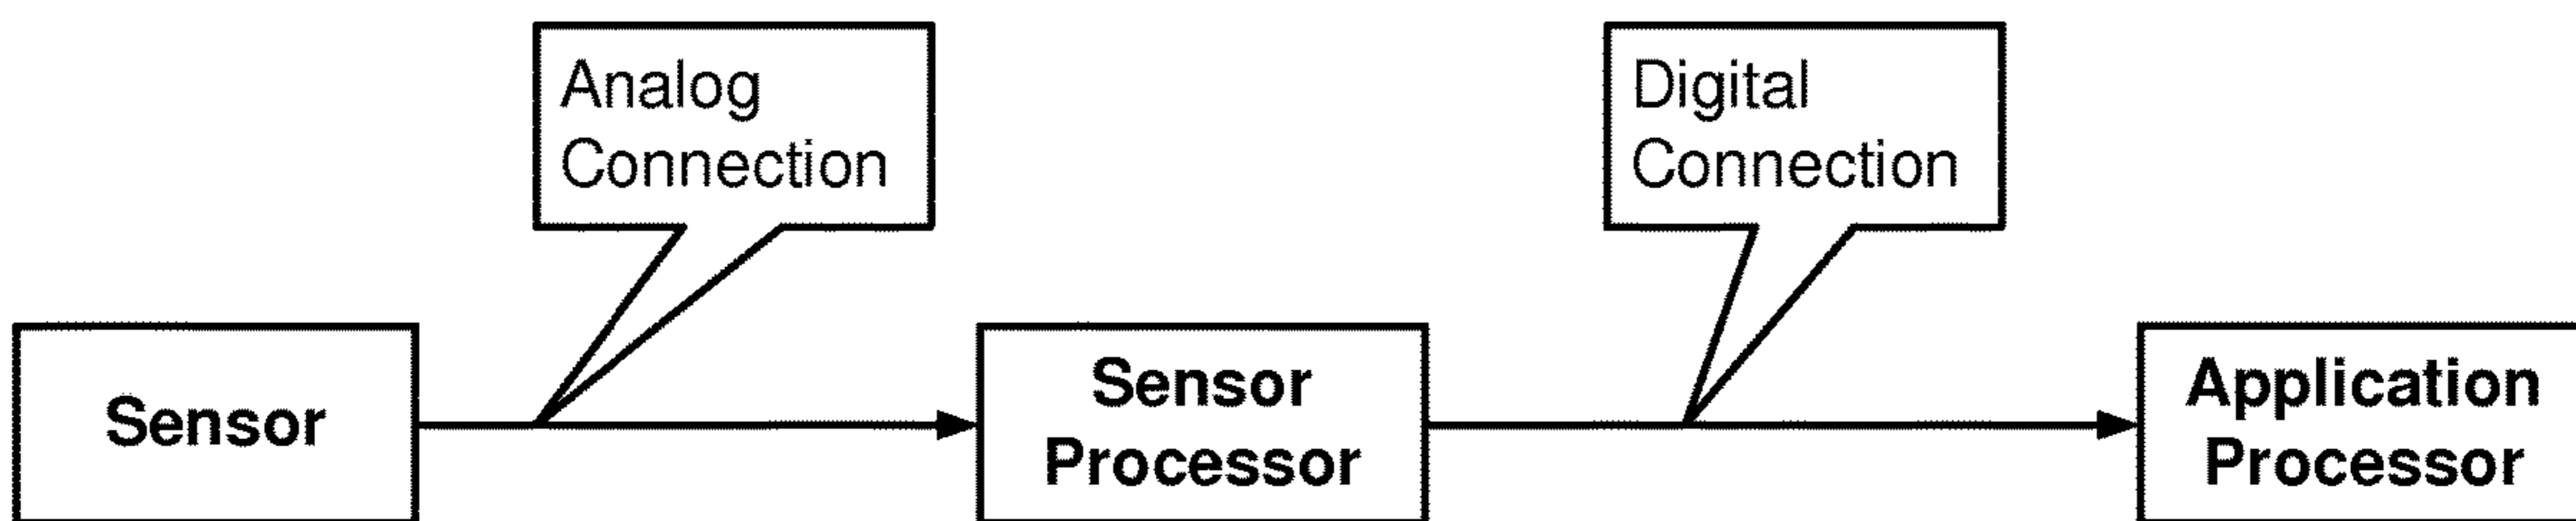 Analog
Connection
Digital
Connection
Sensor
Sensor
Processor
Application
Processor